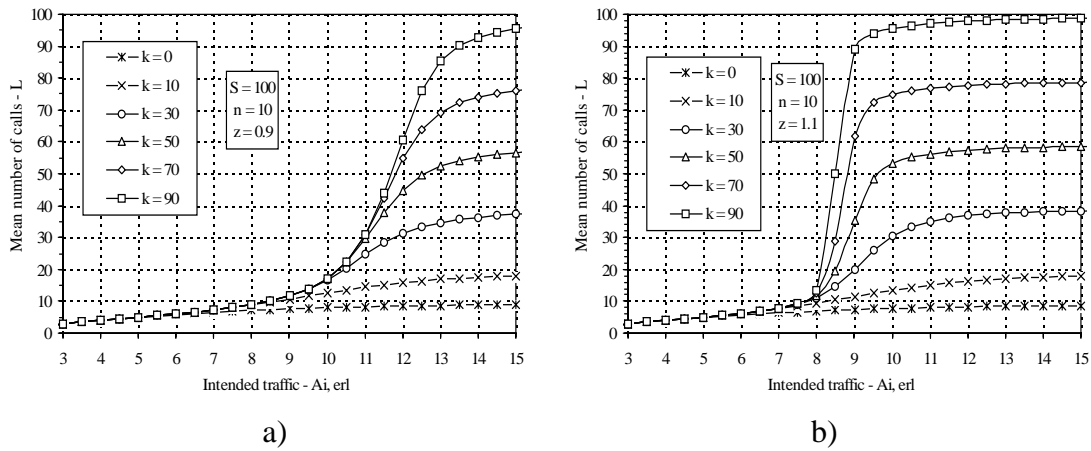 Mean number of calls - L
100
90
80
70
60
50
40
30
20
10
0
k = 0
k = 10
k = 30
k = 50
k = 70
k = 90
S = 100
n = 10
z = 0.9
3 4 5 6 7 8 9 10 11 12 13 14 15
Intended traffic - Ai, erl
a)
Mean number of calls - L
100
90
80
70
60
50
40
30
20
10
0
k = 0
k = 10
k = 30
k = 50
k = 70
k = 90
S = 100
n = 10
z = 1.1
3 4 5 6 7 8 9 10 11 12 13 14 15
Intended traffic - Ai, erl
b)